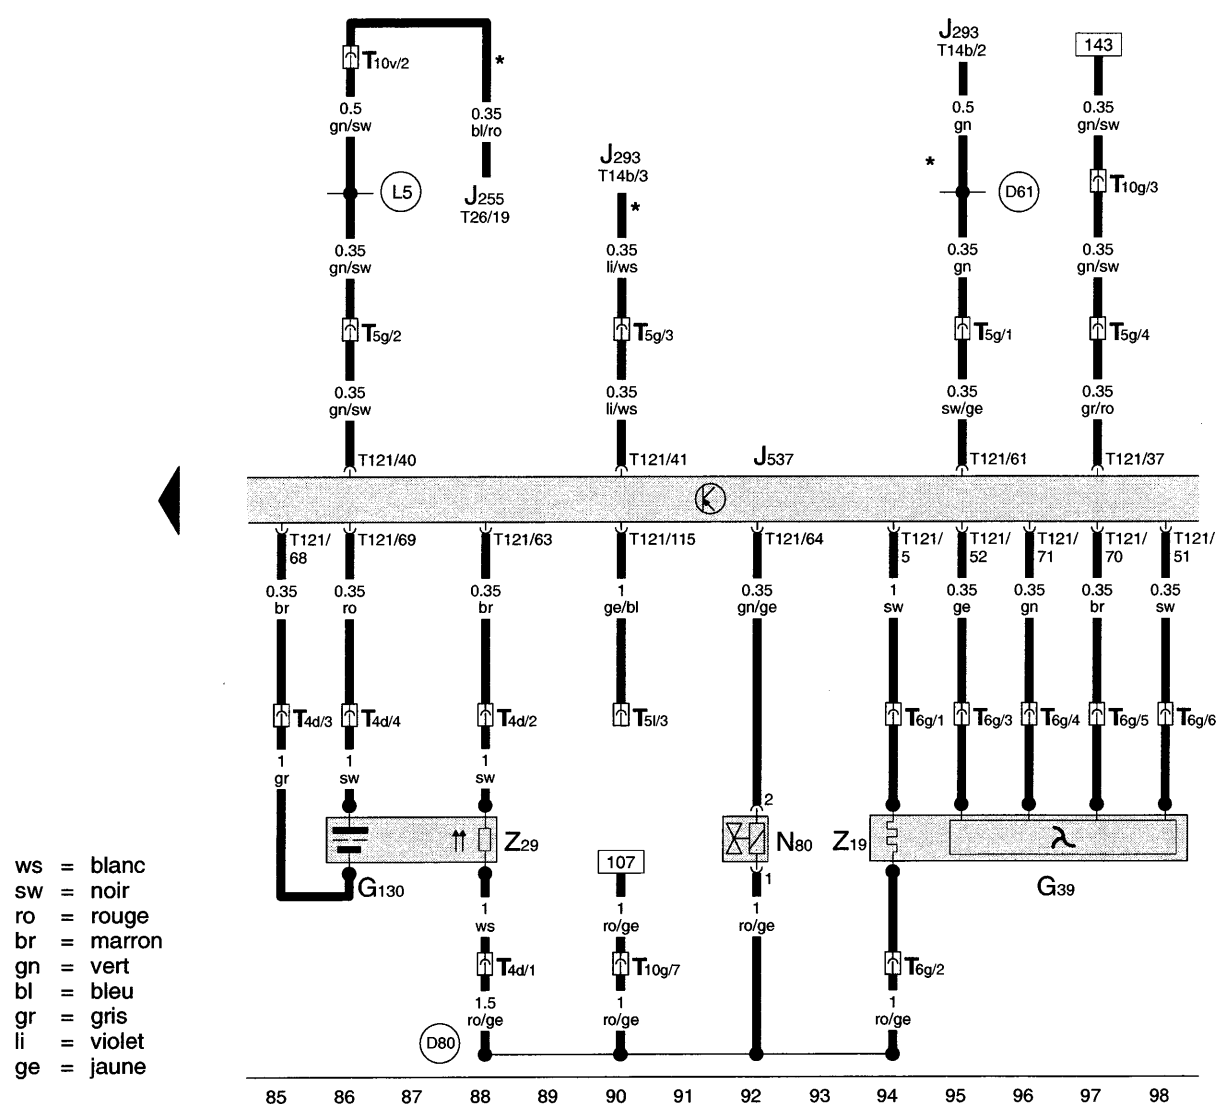 J293
T14b/2
143
T10v/2
*
0.5
gn/sw
0.35
bl/ro
0.5
gn
0.35
gn/sw
J293
T14b/3
*
L5
J255
T26/19
*
D61
T10g/3
0.35
gn/sw
0.35
li/ws
0.35
gn
0.35
gn/sw
T5g/2
T5g/3
T5g/1
T5g/4
0.35
gn/sw
0.35
li/ws
0.35
sw/ge
0.35
gr/ro
T121/40
T121/41
J537
T121/61
T121/37
T121/
68
T121/69
T121/63
T121/115
T121/64
T121/
5
T121/
52
T121/
71
T121/
70
T121/
51
0.35
br
0.35
ro
0.35
br
1
ge/bl
0.35
gn/ge
1
sw
0.35
ge
0.35
gn
0.35
br
0.35
sw
T4d/3
T4d/4
T4d/2
T5l/3
T6g/1
T6g/3
T6g/4
T6g/5
T6g/6
1
gr
1
sw
1
sw
2
Z29
N80
Z19
107
1
G130
G39
1
ws
1
ro/ge
1
ro/ge
T4d/1
T10g/7
T6g/2
1.5
ro/ge
1
ro/ge
1
ro/ge
D80
ws = blanc
sw = noir
ro = rouge
br = marron
gn = vert
bl = bleu
gr = gris
li = violet
ge = jaune
85 86 87 88 89 90 91 92 93 94 95 96 97 98